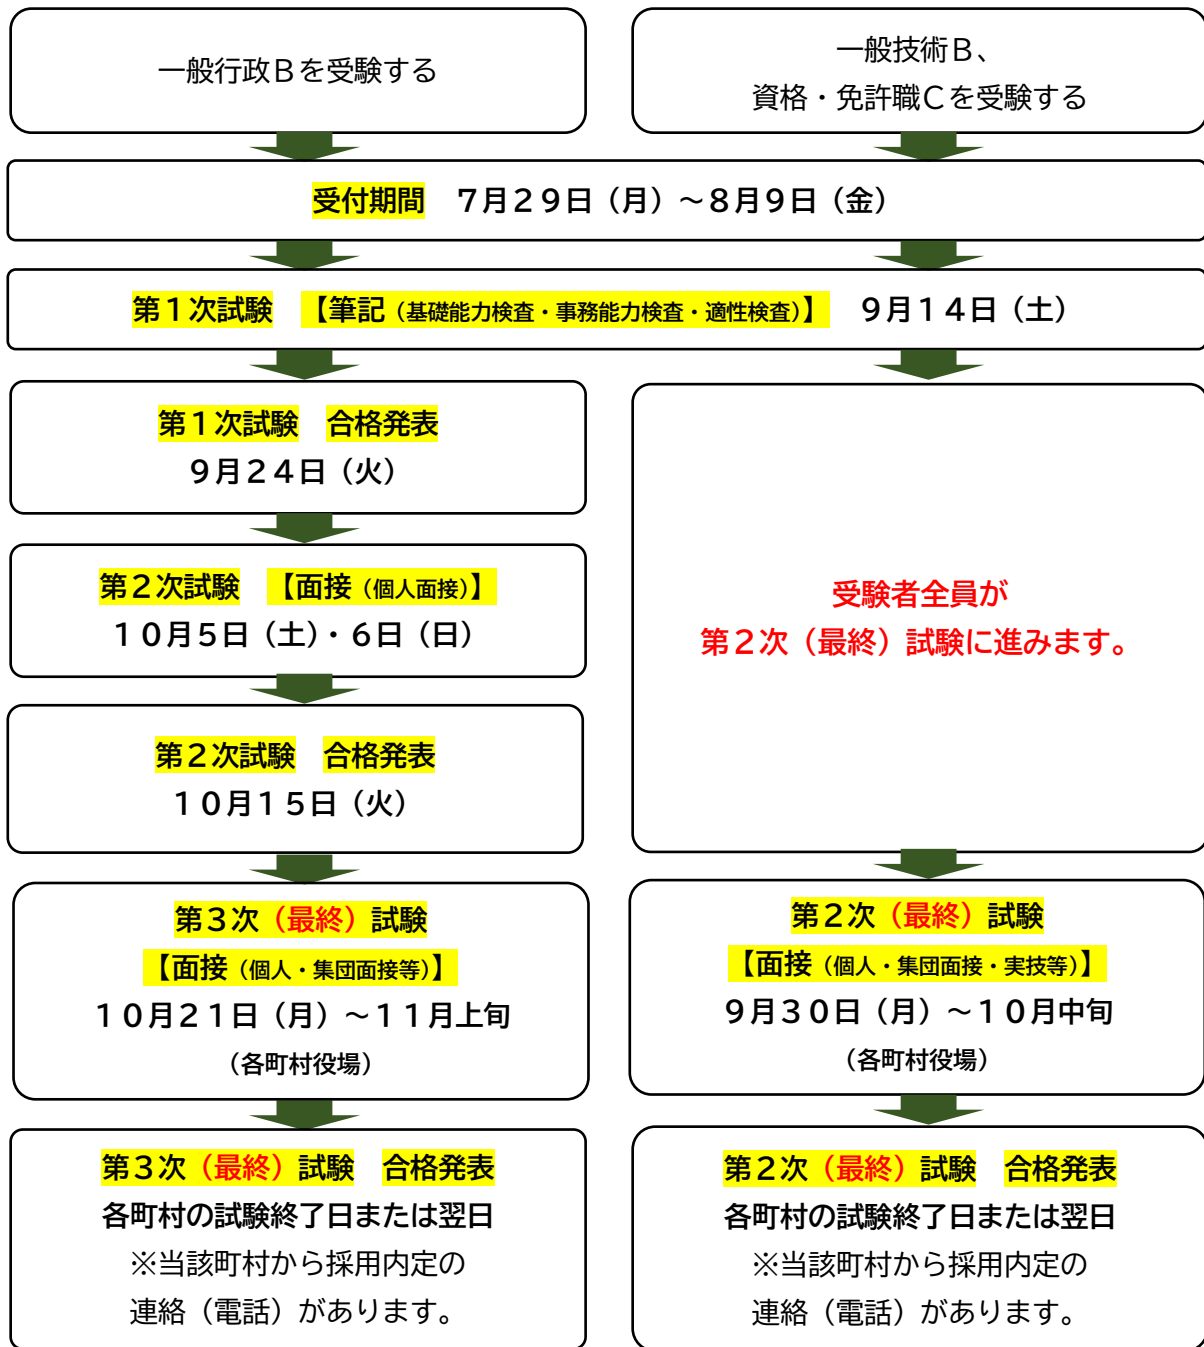 一般行政Ｂを受験する
一般技術Ｂ、
資格・免許職Ｃを受験する
受付期間　７月２９日（月）～８月９日（金）
第１次試験　【筆記（基礎能力検査・事務能力検査・適性検査）】　９月１４日（土）
第１次試験　合格発表
９月２４日（火）
第２次試験　【面接（個人面接）】
１０月５日（土）・６日（日）
第２次試験　合格発表
１０月１５日（火）
受験者全員が
第２次（最終）試験に進みます。
第３次（最終）試験
【面接（個人・集団面接等）】
１０月２１日（月）～１１月上旬
（各町村役場）
第２次（最終）試験
【面接（個人・集団面接・実技等）】
９月３０日（月）～１０月中旬
（各町村役場）
第３次（最終）試験　合格発表
各町村の試験終了日または翌日
※当該町村から採用内定の
連絡（電話）があります。
第２次（最終）試験　合格発表
各町村の試験終了日または翌日
※当該町村から採用内定の
連絡（電話）があります。